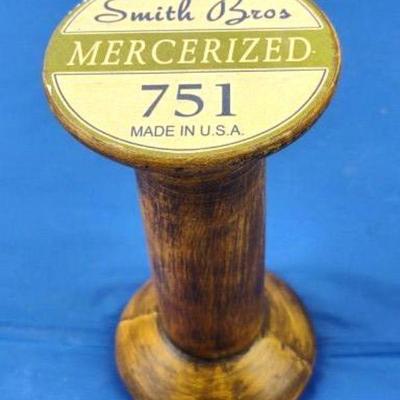 Smith Bros
MERCERIZED
751
MADE IN U.S.A.